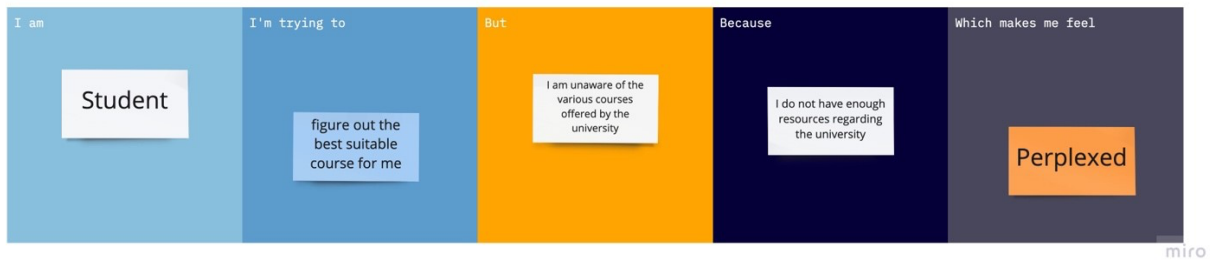 I am
Student
I'm trying to
figure out the
best suitable
course for me
But
I am unaware of the
various courses
offered by the
university
Because
I do not have enough
resources regarding
the university
Which makes me feel
Perplexed
miro